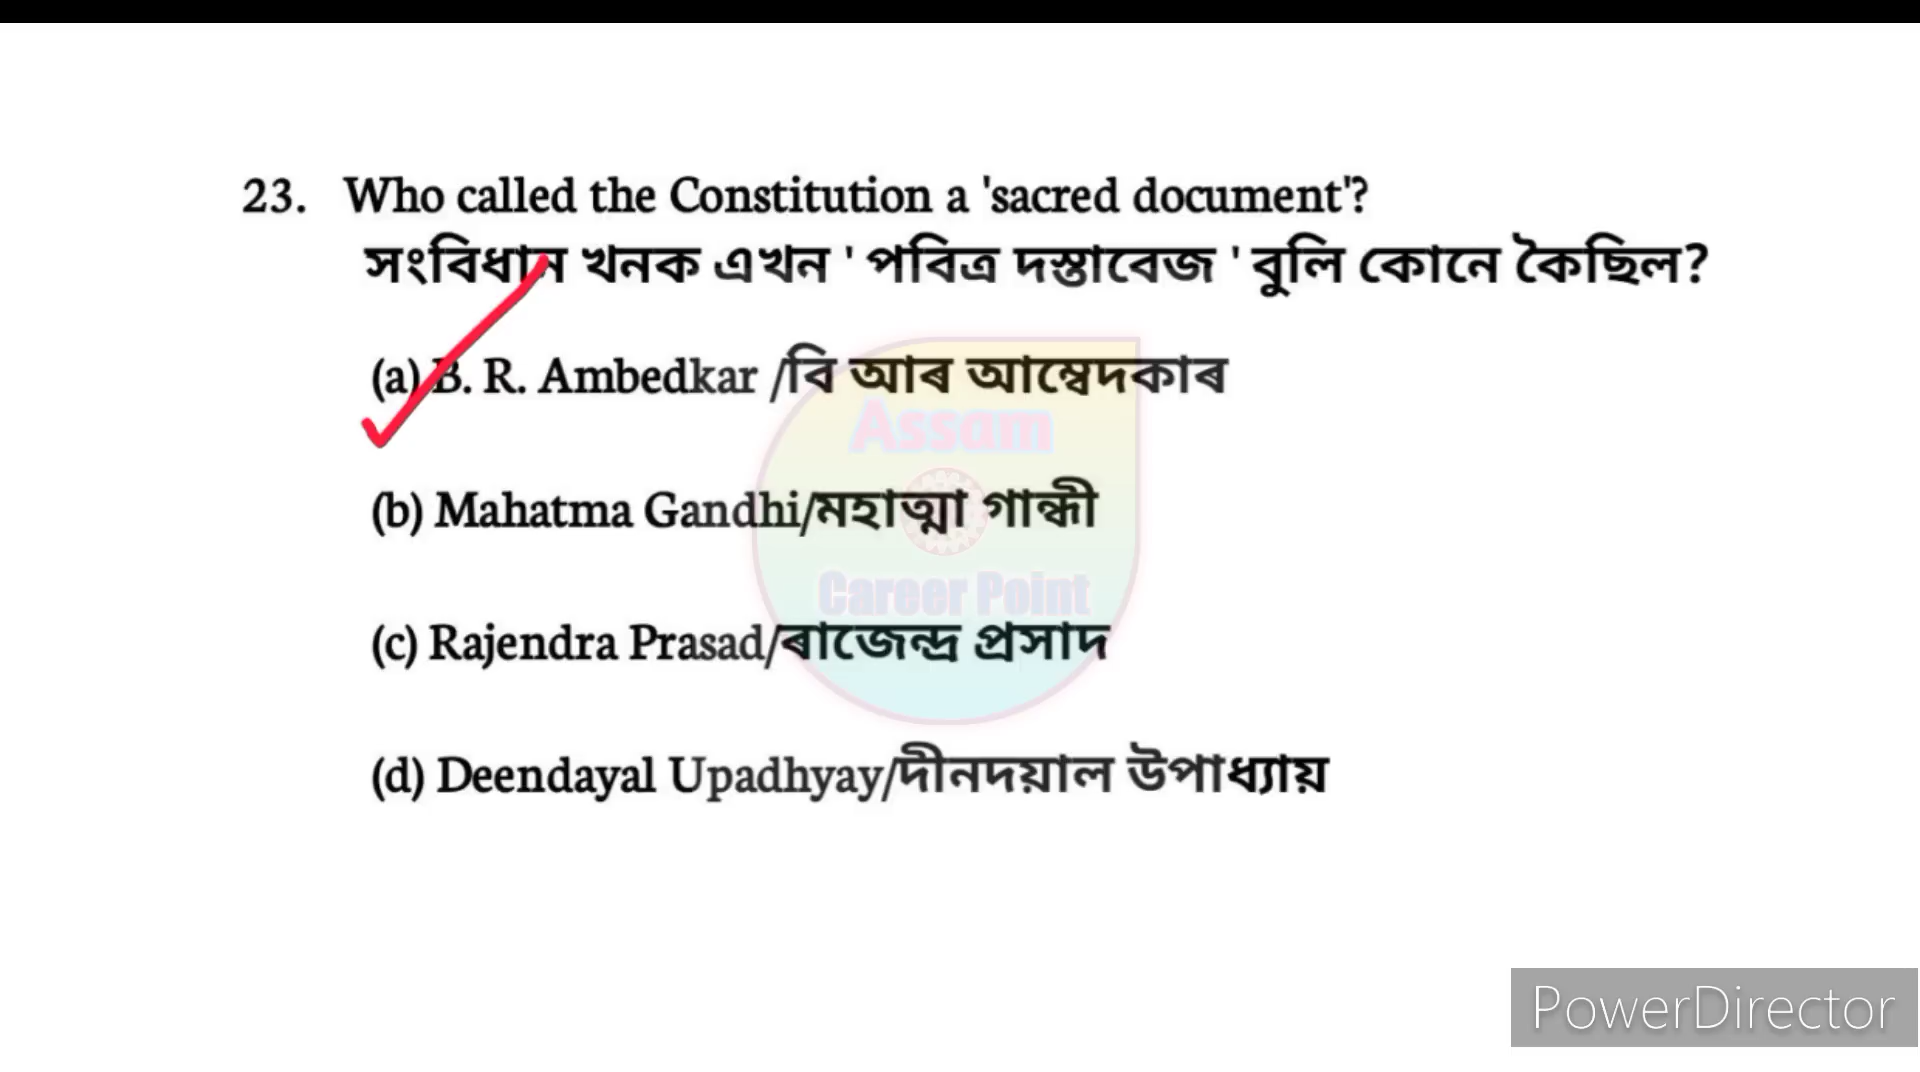 23. Who called the Constitution a 'sacred document'?
সংবিধান খনক এখন ' পবিত্ৰ দস্তাবেজ ' বুলি কোনে কৈছিল?
(a) B. R. Ambedkar /বি আৰ আম্বেদকাৰ
Assam
(b) Mahatma Gandhi/মহাত্মা গান্ধী
Career Point
(c) Rajendra Prasad/ৰাজেন্দ্ৰ প্ৰসাদ
(d) Deendayal Upadhyay/দীনদয়াল উপাধ্যায়
PowerDirector